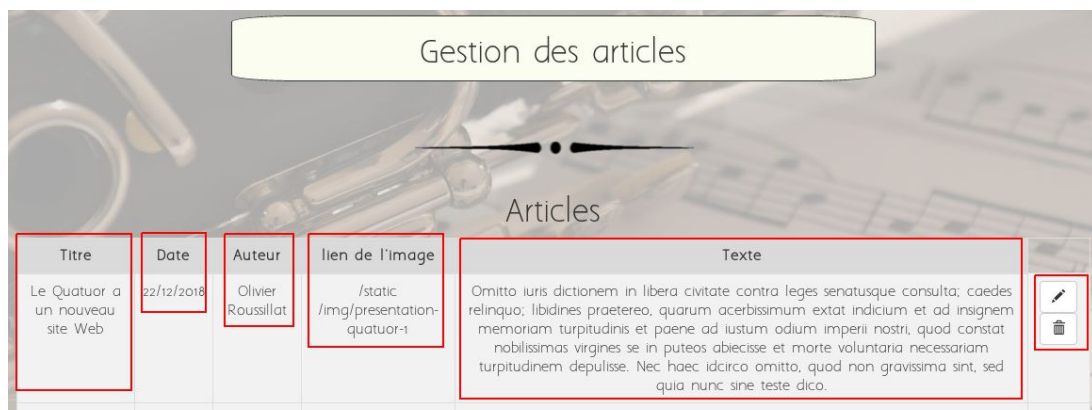 Gestion des articles
Articles
Titre
Date
Auteur
lien de l'image
Texte
Le Quatuor a
un nouveau
site Web
22/12/2018
Olivier
Roussillat
/static
/img/presentation-
quatuor-1
Omitto iuris dictionem in libera civitate contra leges senatusque consulta; caedes
relinquo; libidines praetereo, quarum acerbissimum extat indicium et ad insignem
memoriam turpitudinis et paene ad iustum odium imperii nostri, quod constat
nobilissimas virgines se in puteos abiecisse et morte voluntaria necessariam
turpitudinem depulisse. Nec haec idcirco omitto, quod non gravissima sint, sed
quia nunc sine teste dico.